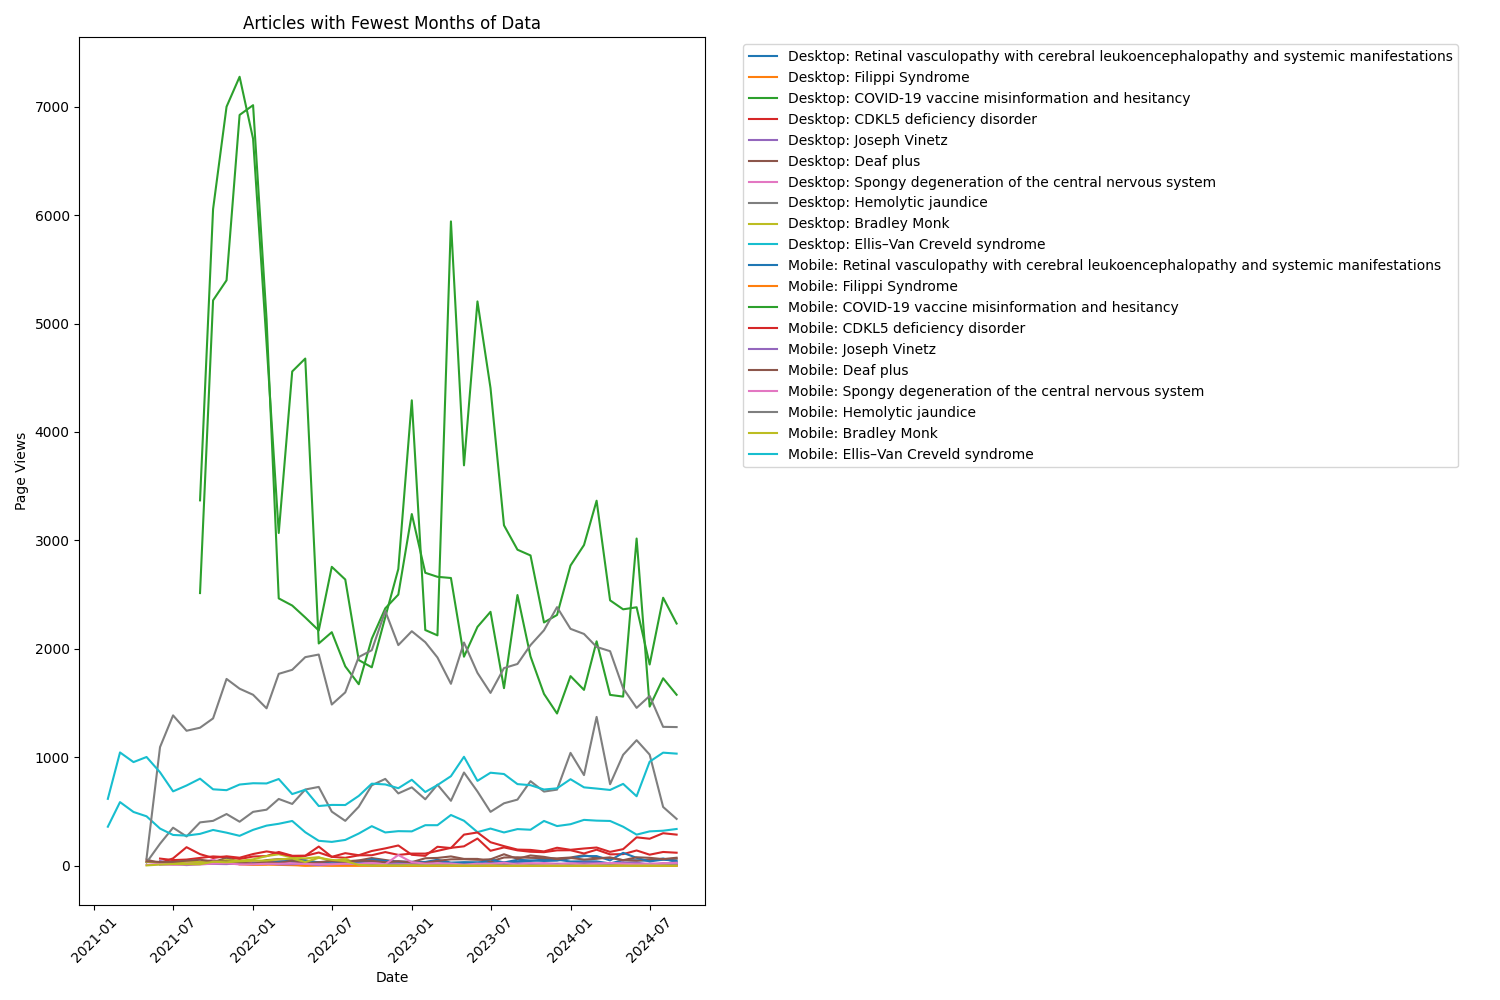 Articles with Fewest Months of Data
Page Views
7000
6000
5000
4000
3000
2000
1000
0
2021-01
2021-07
2022-01
2022-07
2023-01
2023-07
2024-01
2024-07
Date
Desktop: Retinal vasculopathy with cerebral leukoencephalopathy and systemic manifestations
Desktop: Filippi Syndrome
Desktop: COVID-19 vaccine misinformation and hesitancy
Desktop: CDKL5 deficiency disorder
Desktop: Joseph Vinetz
Desktop: Deaf plus
Desktop: Spongy degeneration of the central nervous system
Desktop: Hemolytic jaundice
Desktop: Bradley Monk
Desktop: Ellis–Van Creveld syndrome
Mobile: Retinal vasculopathy with cerebral leukoencephalopathy and systemic manifestations
Mobile: Filippi Syndrome
Mobile: COVID-19 vaccine misinformation and hesitancy
Mobile: CDKL5 deficiency disorder
Mobile: Joseph Vinetz
Mobile: Deaf plus
Mobile: Spongy degeneration of the central nervous system
Mobile: Hemolytic jaundice
Mobile: Bradley Monk
Mobile: Ellis–Van Creveld syndrome